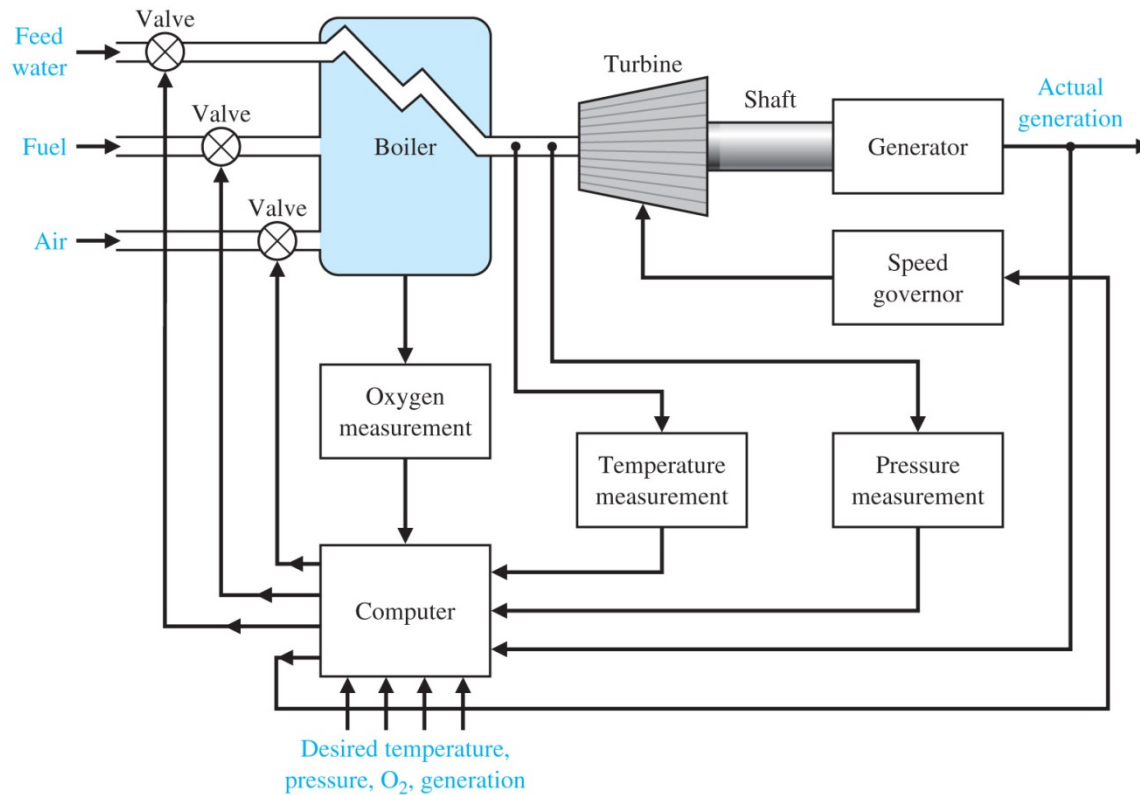 Valve
Feed
water
Valve
Fuel
Valve
Air
Boiler
Turbine
Shaft
Generator
Actual
generation
Speed
governor
Oxygen
measurement
Temperature
measurement
Pressure
measurement
Computer
Desired temperature,
pressure, O₂, generation